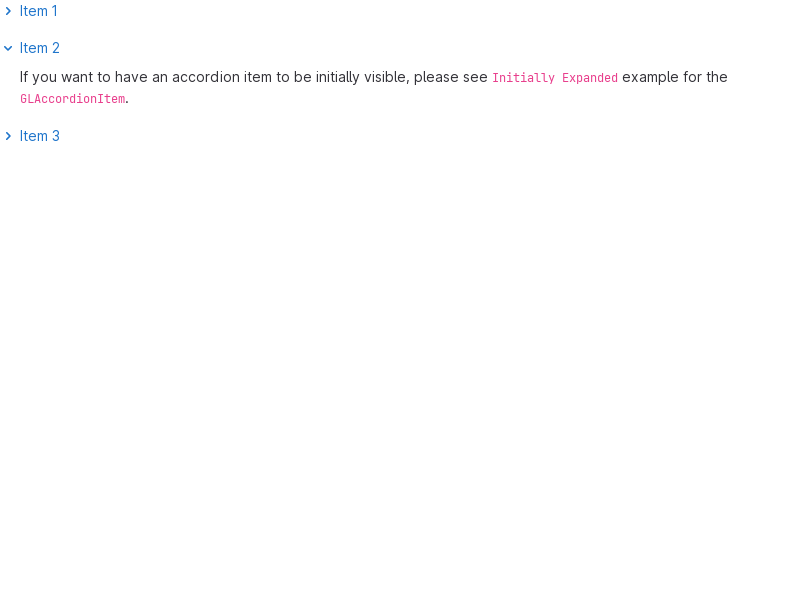 Item 1
Item 2
If you want to have an accordion item to be initially visible, please see Initially Expanded example for the
GLAccordionItem.
Item 3